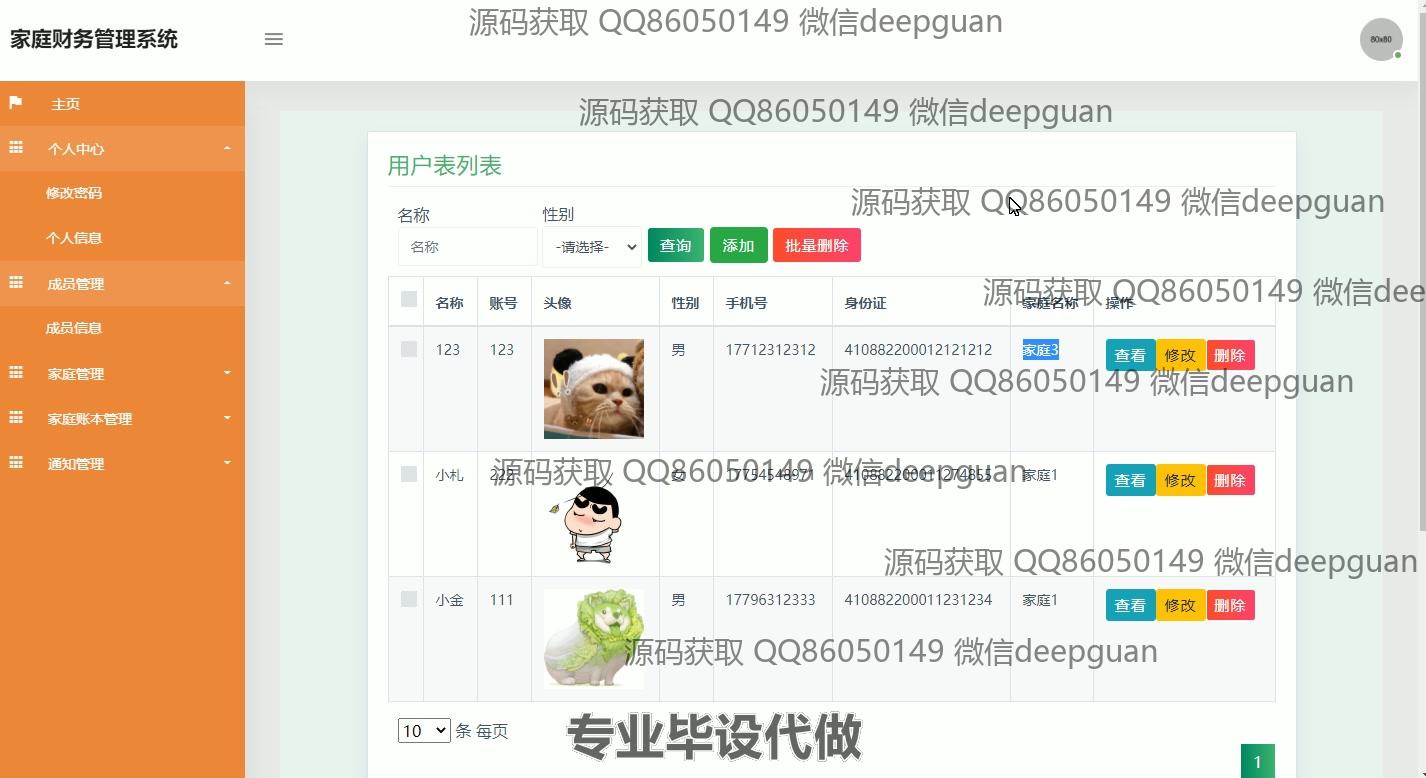 源码获取 QQ86050149 微信deepguan
家庭财务管理系统
80x80
主页
源码获取 QQ86050149 微信deepguan
个人中心
用户表列表
修改密码
源码获取 QQ86050149 微信deepguan
名称
性别
个人信息
名称
-请选择-
查询
添加
批量删除
成员管理
源码获取 QQ86050149 微信dee
名称 账号 头像 性别 手机号 身份证 家庭名称 操作
成员信息
123 123 男 17712312312 410882200012121212 家庭3 查看 修改 删除
家庭管理
源码获取 QQ86050149 微信deepguan
家庭账本管理
通知管理
源码获取 QQ86050149 微信deepguan
小札 222 女 17754548971 410882200011274855 家庭1 查看 修改 删除
源码获取 QQ86050149 微信deepguan
小金 111 男 17796312333 410882200011231234 家庭1 查看 修改 删除
源码获取 QQ86050149 微信deepguan
10 条 每页
专业毕设代做
1